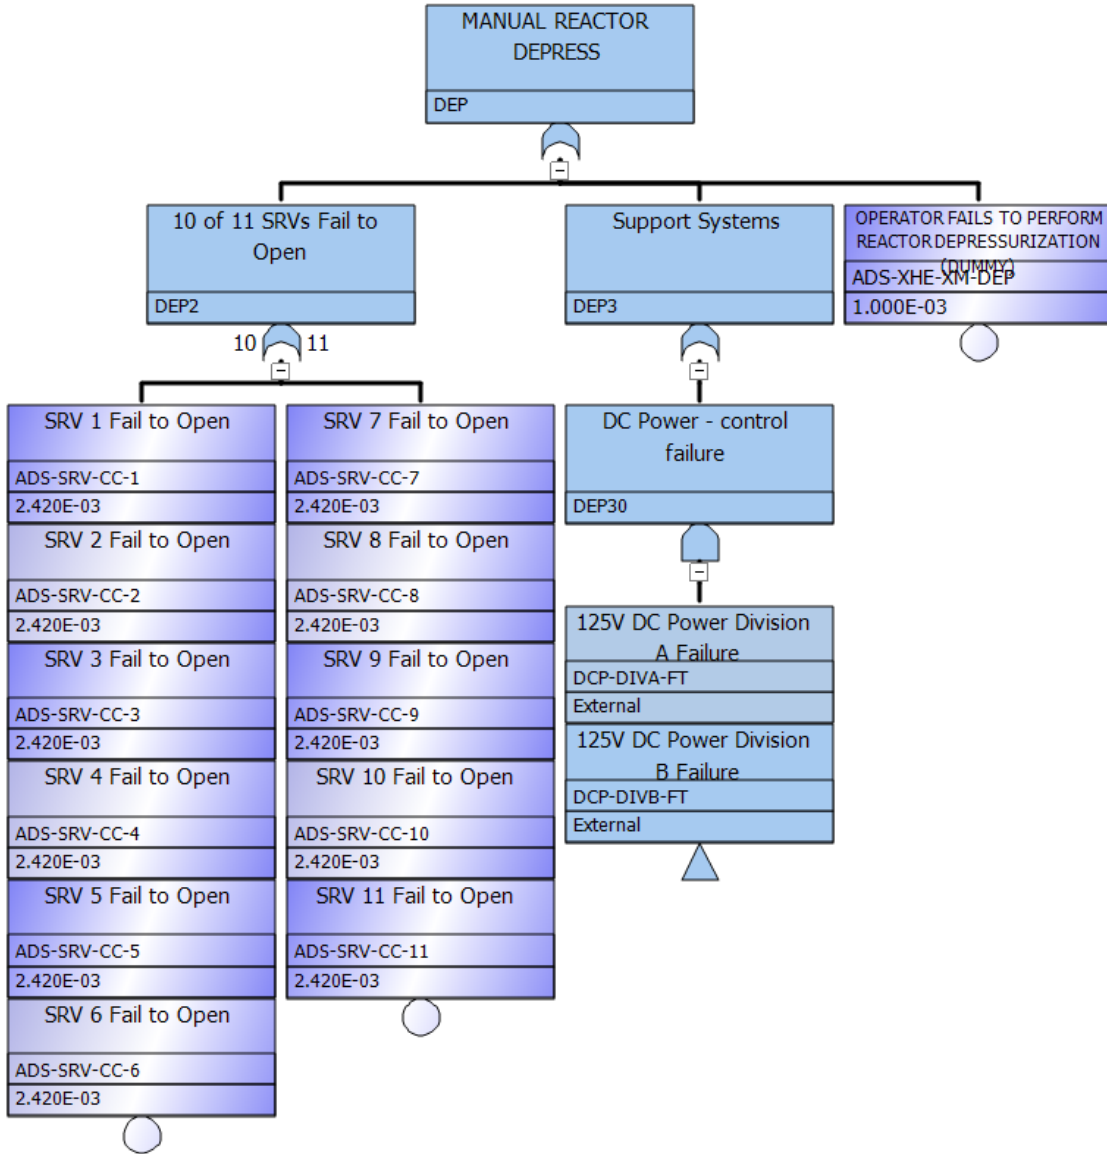 MANUAL REACTOR
DEPRESS
DEP
10 of 11 SRVs Fail to
Open
DEP2
10
11
Support Systems
DEP3
OPERATOR FAILS TO PERFORM
REACTOR DEPRESSURIZATION
(DUMMY)
ADS-XHE-XM-DEP
1.000E-03
SRV 1 Fail to Open
ADS-SRV-CC-1
2.420E-03
SRV 2 Fail to Open
ADS-SRV-CC-2
2.420E-03
SRV 3 Fail to Open
ADS-SRV-CC-3
2.420E-03
SRV 4 Fail to Open
ADS-SRV-CC-4
2.420E-03
SRV 5 Fail to Open
ADS-SRV-CC-5
2.420E-03
SRV 6 Fail to Open
ADS-SRV-CC-6
2.420E-03
SRV 7 Fail to Open
ADS-SRV-CC-7
2.420E-03
SRV 8 Fail to Open
ADS-SRV-CC-8
2.420E-03
SRV 9 Fail to Open
ADS-SRV-CC-9
2.420E-03
SRV 10 Fail to Open
ADS-SRV-CC-10
2.420E-03
SRV 11 Fail to Open
ADS-SRV-CC-11
2.420E-03
DC Power - control
failure
DEP30
125V DC Power Division
A Failure
DCP-DIVA-FT
External
125V DC Power Division
B Failure
DCP-DIVB-FT
External